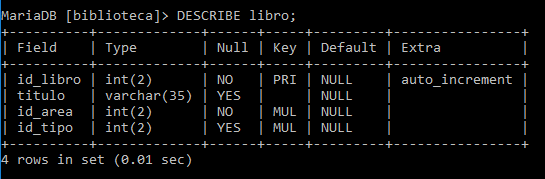 MariaDB [biblioteca]> DESCRIBE libro;
+----------+-------------+------+-----+---------+----------------+
| Field    | Type        | Null | Key | Default | Extra          |
+----------+-------------+------+-----+---------+----------------+
| id_libro | int(2)      | NO   | PRI | NULL    | auto_increment |
| titulo   | varchar(35) | YES  |     | NULL    |                |
| id_area  | int(2)      | NO   | MUL | NULL    |                |
| id_tipo  | int(2)      | YES  | MUL | NULL    |                |
+----------+-------------+------+-----+---------+----------------+
4 rows in set (0.01 sec)